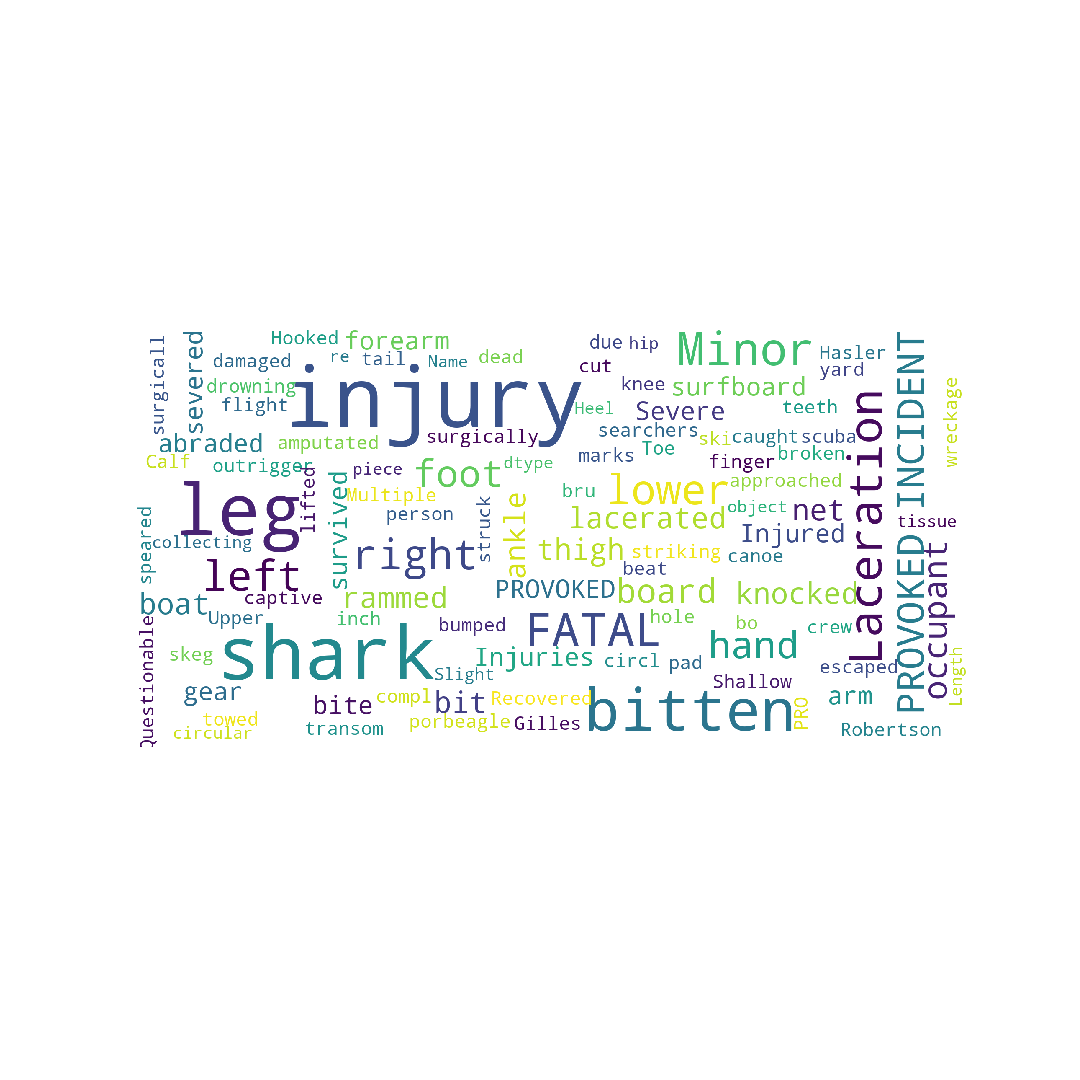 Hooked
forearm
due
hip
Minor
Hasler
surgicall
severed
damaged
re
tail
Name
dead
cut
yard
INCIDENT
drowning
injury
knee
surfboard
flight
Heel
Severe
teeth
Laceration
wreckage
abraded
amputated
surgically
searchers
ski
caught
scuba
Calf
outrigger
piece
foot
dtype
marks
Toe
finger
broken
leg
lifted
Multiple
lower
approached
person
struck
ankle
bru
lacerated
object
net
tissue
speared
collecting
survived
right
thigh
striking
Injured
canoe
left
beat
PROVOKED
occupant
boat
captive
rammed
PROVOKED
board
knocked
Upper
inch
bumped
FATAL
hole
bo
crew
Questionable
skeg
shark
Slight
Injuries
circl
pad
hand
escaped
Length
gear
bite
compl
bit
Recovered
bitten
Shallow
arm
towed
circular
transom
porbeagle
Gilles
PRO
Robertson